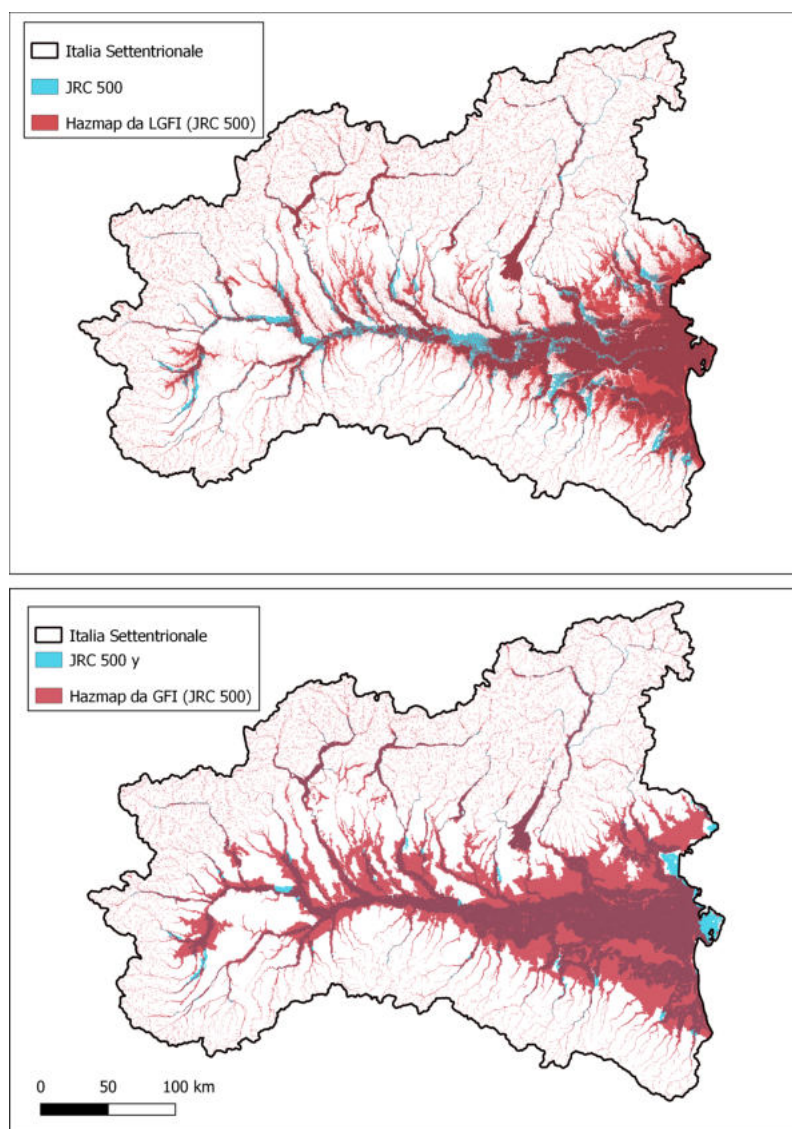 Italia Settentrionale
JRC 500
Hazmap da LGFI (JRC 500)
Italia Settentrionale
JRC 500 y
Hazmap da GFI (JRC 500)
0 50 100 km